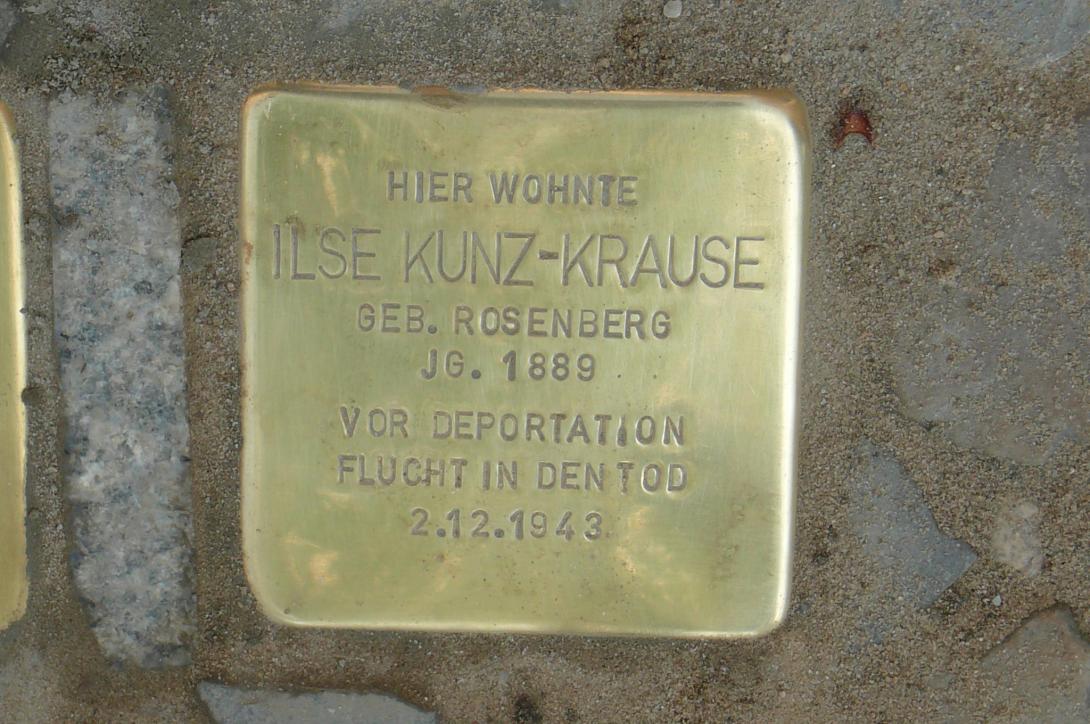 HIER WOHNTE
ILSE KUNZ-KRAUSE
GEB. ROSENBERG
JG. 1889
VOR DEPORTATION
FLUCHT IN DEN TOD
2.12.1943